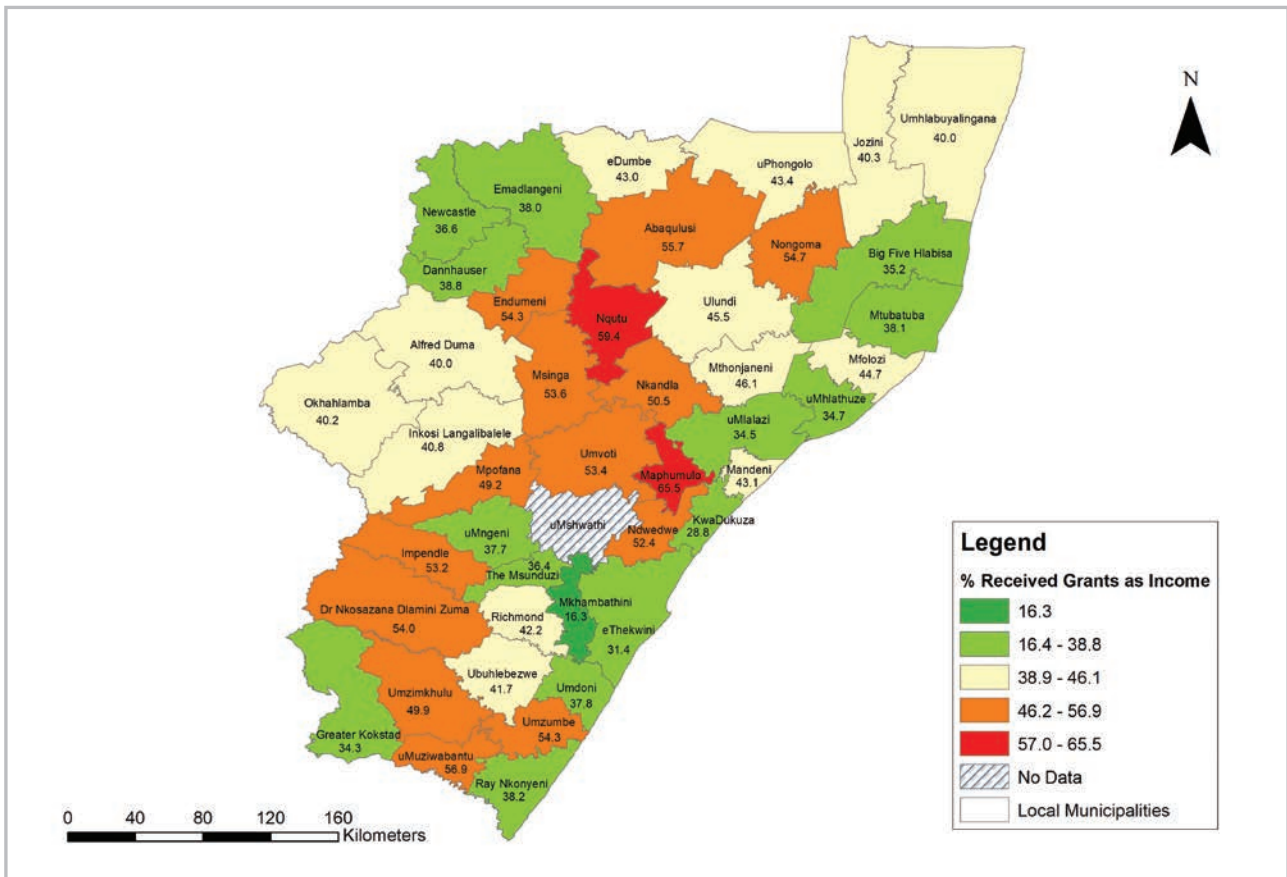 N
Umhlabuyalingana
40.0
Jozini
40.3
eDumbe
43.0
uPhongolo
43.4
Emadlangeni
38.0
Newcastle
36.6
Abaqulusi
55.7
Nongoma
54.7
Big Five Hlabisa
35.2
Dannhauser
38.8
Endumeni
54.3
Nqutu
59.4
Ulundi
45.5
Mtubatuba
38.1
Alfred Duma
40.0
Mfolozi
44.7
Mthonjaneni
46.1
Msinga
53.6
Nkandla
50.5
uMhlathuze
34.7
Okhahlamba
40.2
uMlalazi
34.5
Inkosi Langalibalele
40.8
Umvoti
53.4
Mpofana
49.2
Maphumulo
65.5
Mandeni
43.1
uMshwathi
KwaDukuza
28.8
Ndwedwe
52.4
uMngeni
37.7
Impendle
53.2
36.4
The Msunduzi
Mkhambathini
16.3
Dr Nkosazana Dlamini Zuma
54.0
Richmond
42.2
eThekwini
31.4
Ubuhlebezwe
41.7
Umdoni
37.8
Umzimkhulu
49.9
Umzumbe
54.3
Greater Kokstad
34.3
uMuziwabantu
56.9
Ray Nkonyeni
38.2
Legend
% Received Grants as Income
16.3
16.4 - 38.8
38.9 - 46.1
46.2 - 56.9
57.0 - 65.5
No Data
Local Municipalities
0 40 80 120 160
Kilometers